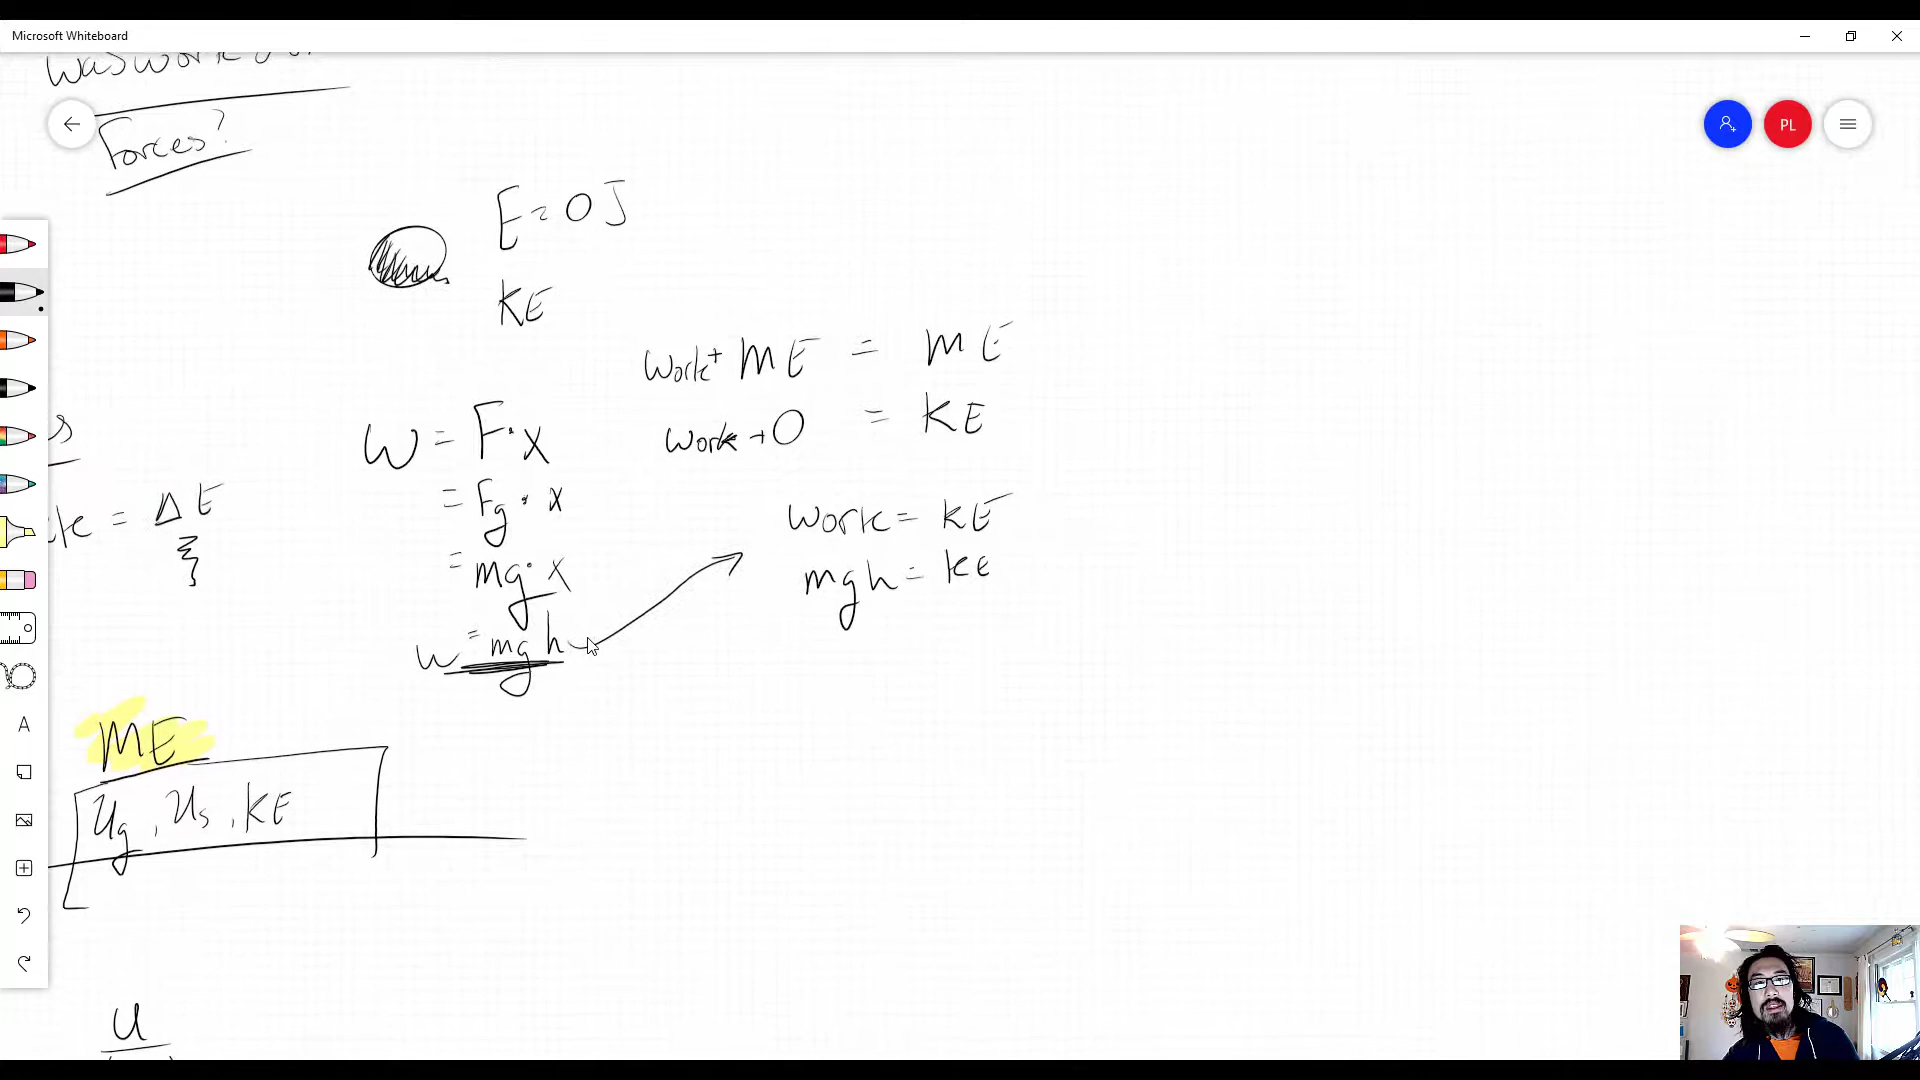 Microsoft Whiteboard
Forces?
PL
E = 0 J
KE
Work + ME = ME
Work + 0 = KE
W = F · x
= Fg · x
= mg · x
W = mgh
Work = KE
mgh = KE
= ΔE
ME
Ug, Us, KE
A
U